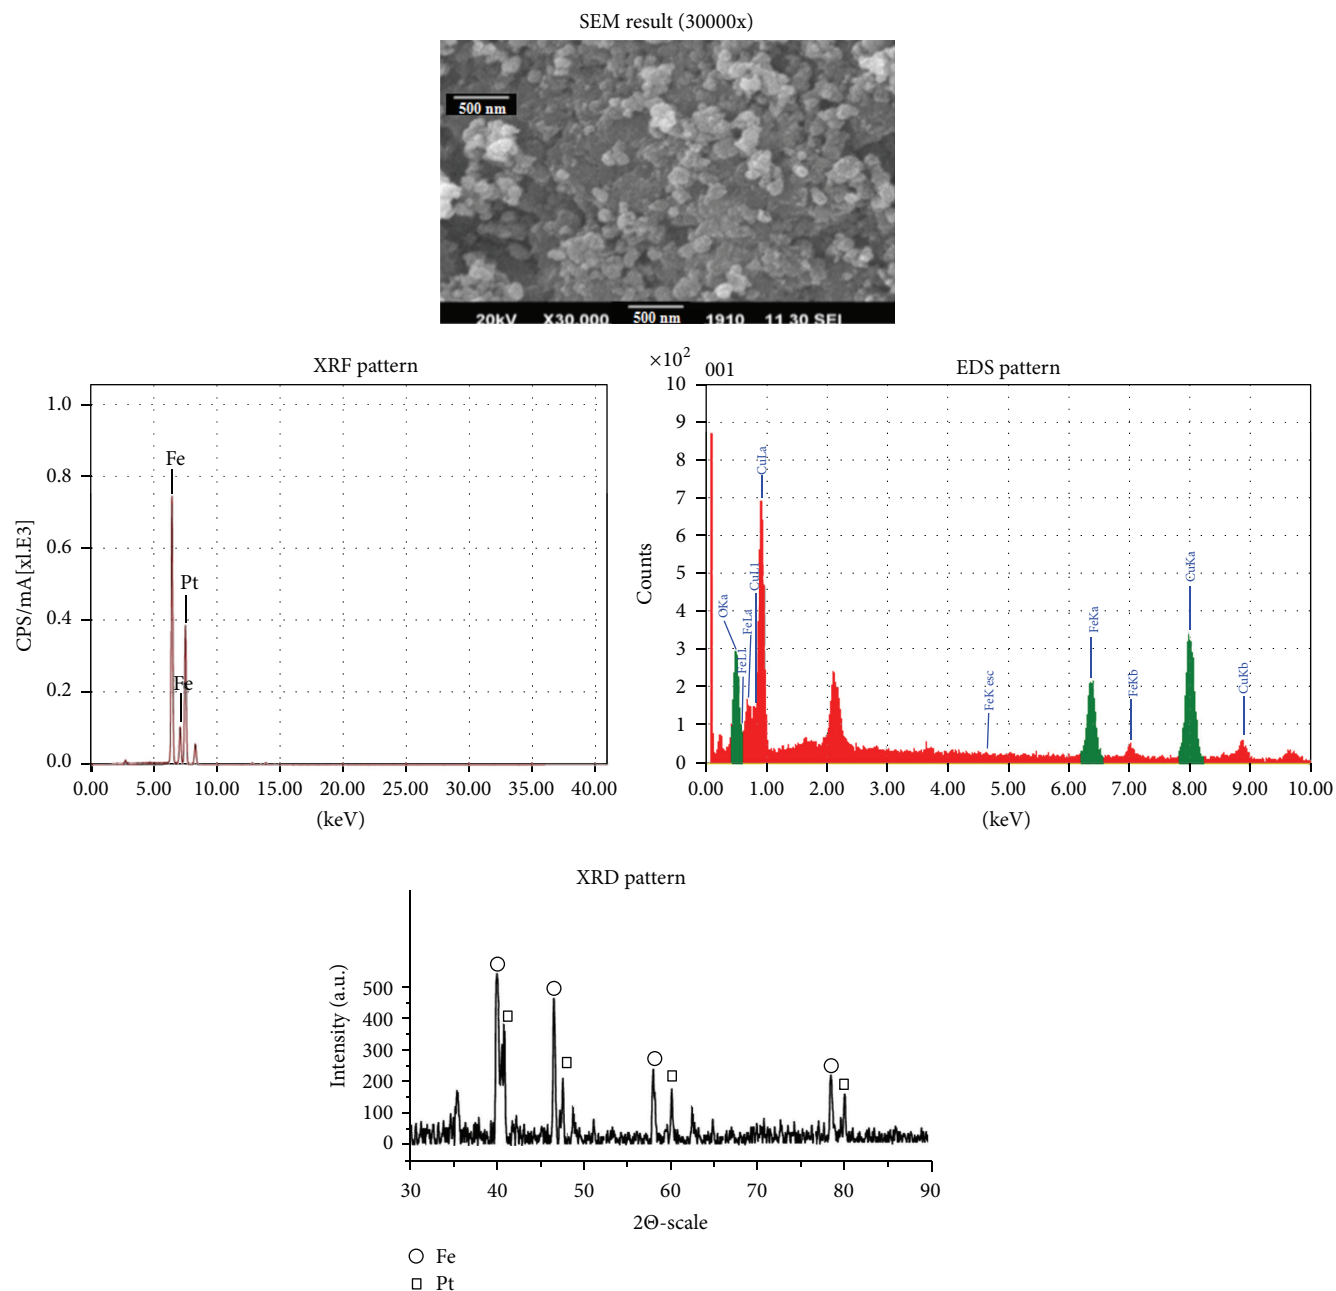 SEM result (30000x)
500 nm
20kV X30,000 500 nm 1910 11 30 SEI
XRF pattern
CPS/mA[xl.E3]
1.0
0.8
0.6
0.4
0.2
0.0
Fe
Pt
Fe
0.00 5.00 10.00 15.00 20.00 25.00 30.00 35.00 40.00
(keV)
×10²
001
EDS pattern
Counts
10
9
8
7
6
5
4
3
2
1
0
OKa
FeL1
FeLa
CuL1
CuLa
FeK esc
FeKa
FeKb
CuKa
CuKb
0.00 1.00 2.00 3.00 4.00 5.00 6.00 7.00 8.00 9.00 10.00
(keV)
XRD pattern
Intensity (a.u.)
500
400
300
200
100
0
30 40 50 60 70 80 90
2Θ-scale
Fe
Pt